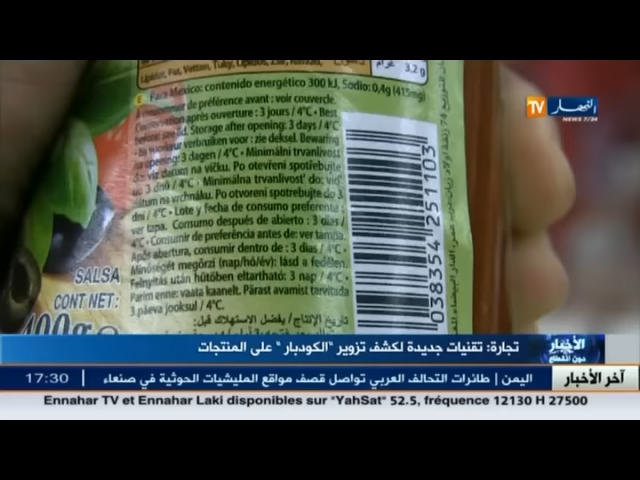 Lipidor, Fat, Vetten, Tuky, Lipidos, Zsír, Rasvad
3,2 g غرام
E Para Mexico: contenido energético 300 kJ, Sodio: 0,4g (415mg)
A consommer de préférence avant : voir couvercle.
Conservation après ouverture : 3 jours / 4°C • Best
before: see lid. Storage after opening: 3 days / 4°C
verbruiken voor: zie deksel. Bewaring
na opening: 3 dagen / 4°C • Minimální trvanlivost
do: viz datum na víčku. Po otevření spotřebujte
do 3 dnů / 4°C • Minimálna trvanlivosť do: viď
dátum na vrchnáku. Po otvorení spotrebujte do 3
dní / 4°C • Lote y fecha de consumo preferente :
ver tapa. Consumo después de abierto : 3 días /
4°C • Consumir de preferência antes de: ver tampa.
Após abertura, consumir dentro de : 3 dias / 4°C •
Minőségét megőrzi (nap/hó/év): lásd a fedélen.
Felnyitás után hűtőben eltartható: 3 nap / 4°C •
Parim enne: vaata kaanelt. Pärast avamist tarvitada
3 päeva jooksul / 4°C.
تاريخ الإنتاج/ يفضل الاستهلاك قبل:
SALSA
CONT NET:
400g e
038354 251103
TV النهار
NEWS 7/24
تجارة: تقنيات جديدة لكشف تزوير "الكودبار" على المنتجات
الأخبار
دون انقطاع
آخر الأخبار
اليمن | طائرات التحالف العربي تواصل قصف مواقع المليشيات الحوثية في صنعاء
17:30
Ennahar TV et Ennahar Laki disponibles sur "YahSat" 52.5, fréquence 12130 H 27500